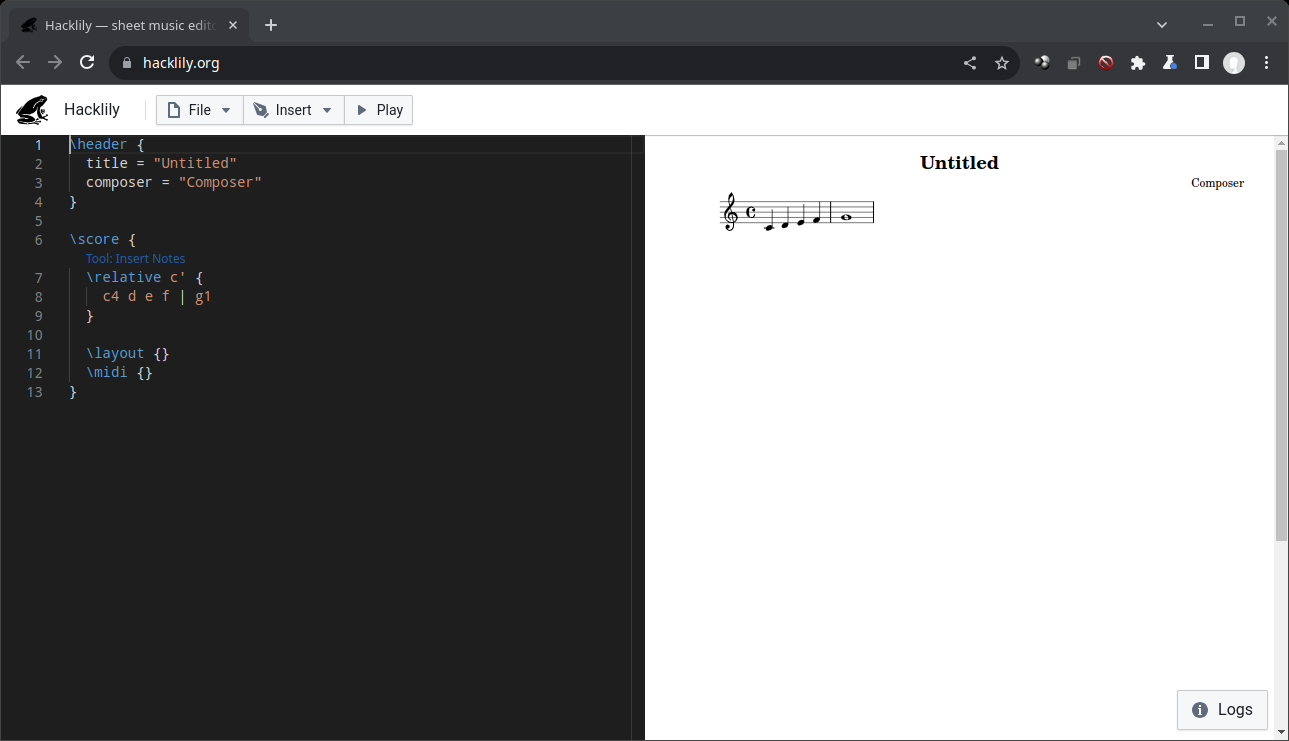 Hacklily — sheet music edit
hacklily.org
Hacklily
File
Insert
Play
1 \header {
2 title = "Untitled"
3 composer = "Composer"
4 }
5
6 \score {
Tool: Insert Notes
7 \relative c' {
8 c4 d e f | g1
9 }
10
11 \layout {}
12 \midi {}
13 }
Untitled
Composer
Logs